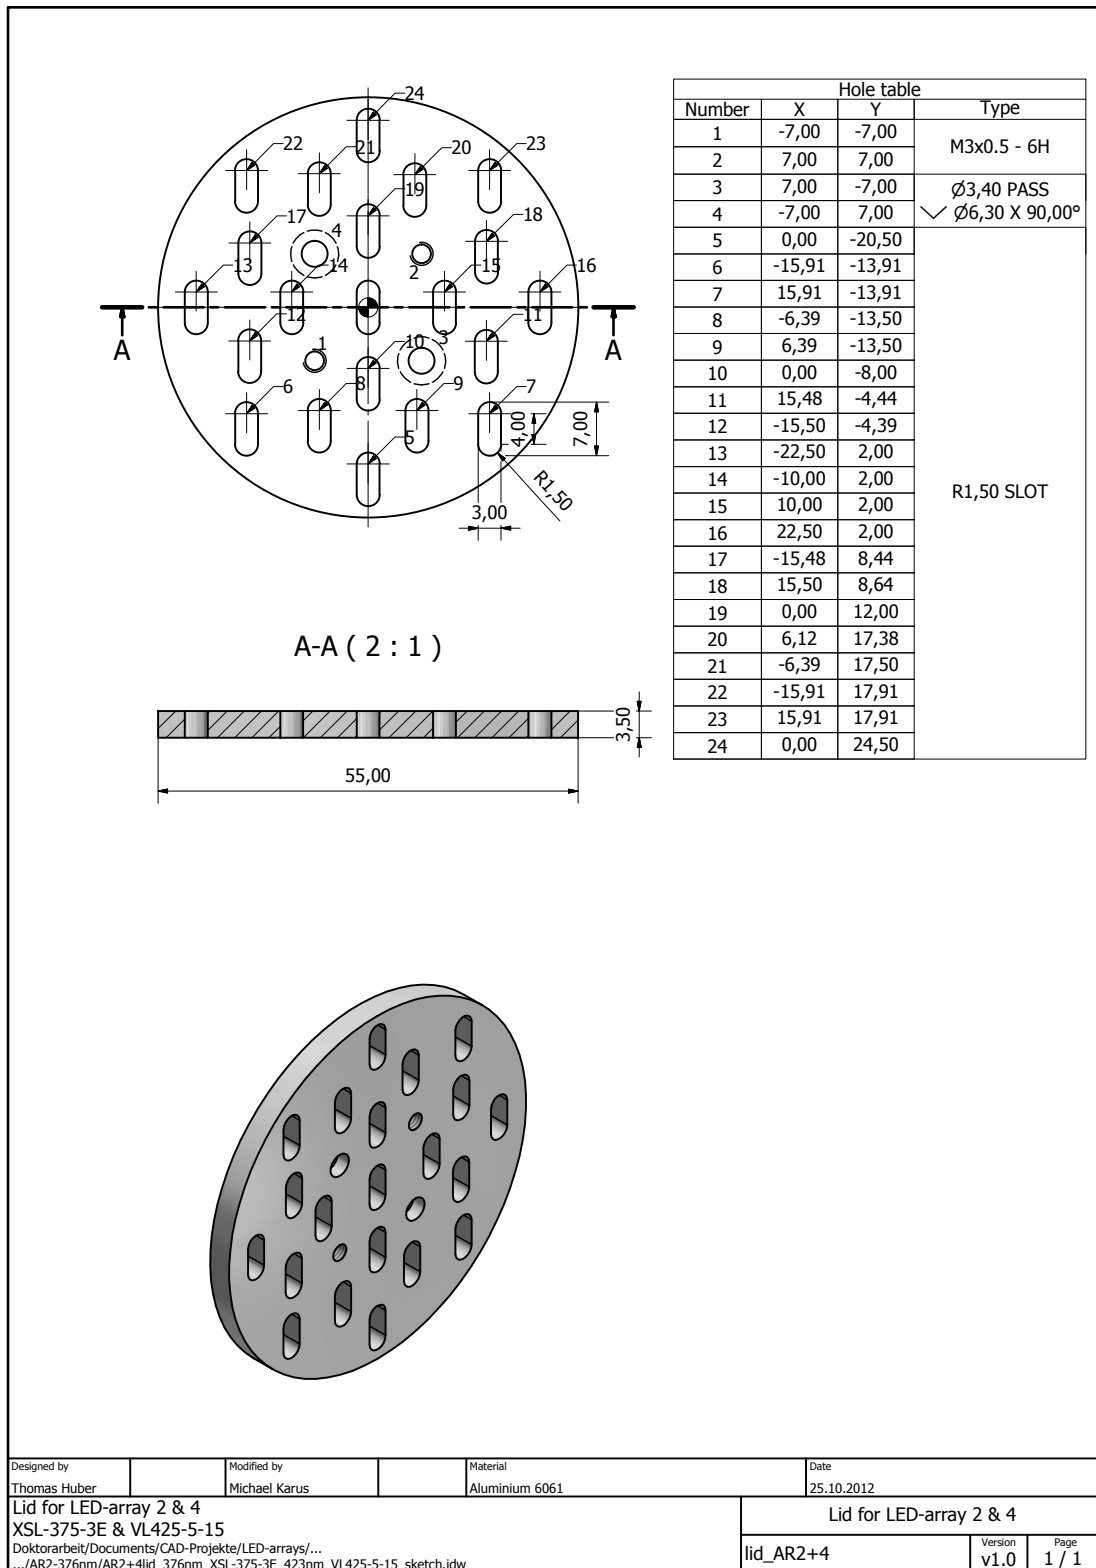 24
22
21
20
23
19
17
4
18
2
13
14
15
16
A
A
12
1
10
3
11
6
8
9
7
5
4,00
7,00
R1,50
3,00
Hole table
Number X Y Type
1 -7,00 -7,00 M3x0.5 - 6H
2 7,00 7,00
3 7,00 -7,00 Ø3,40 PASS
4 -7,00 7,00 Ø6,30 X 90,00°
5 0,00 -20,50
6 -15,91 -13,91
7 15,91 -13,91
8 -6,39 -13,50
9 6,39 -13,50
10 0,00 -8,00
11 15,48 -4,44
12 -15,50 -4,39
13 -22,50 2,00
14 -10,00 2,00 R1,50 SLOT
15 10,00 2,00
16 22,50 2,00
17 -15,48 8,44
18 15,50 8,64
19 0,00 12,00
20 6,12 17,38
21 -6,39 17,50
22 -15,91 17,91
23 15,91 17,91
24 0,00 24,50
A-A ( 2 : 1 )
3,50
55,00
Designed by Modified by Material Date
Thomas Huber Michael Karus Aluminium 6061 25.10.2012
Lid for LED-array 2 & 4
XSL-375-3E & VL425-5-15
Doktorarbeit/Documents/CAD-Projekte/LED-arrays/...
.../AR2-376nm/AR2+4lid_376nm_XSL-375-3E_423nm_VL425-5-15_sketch.idw
Lid for LED-array 2 & 4
lid_AR2+4
Version Page
v1.0 1 / 1